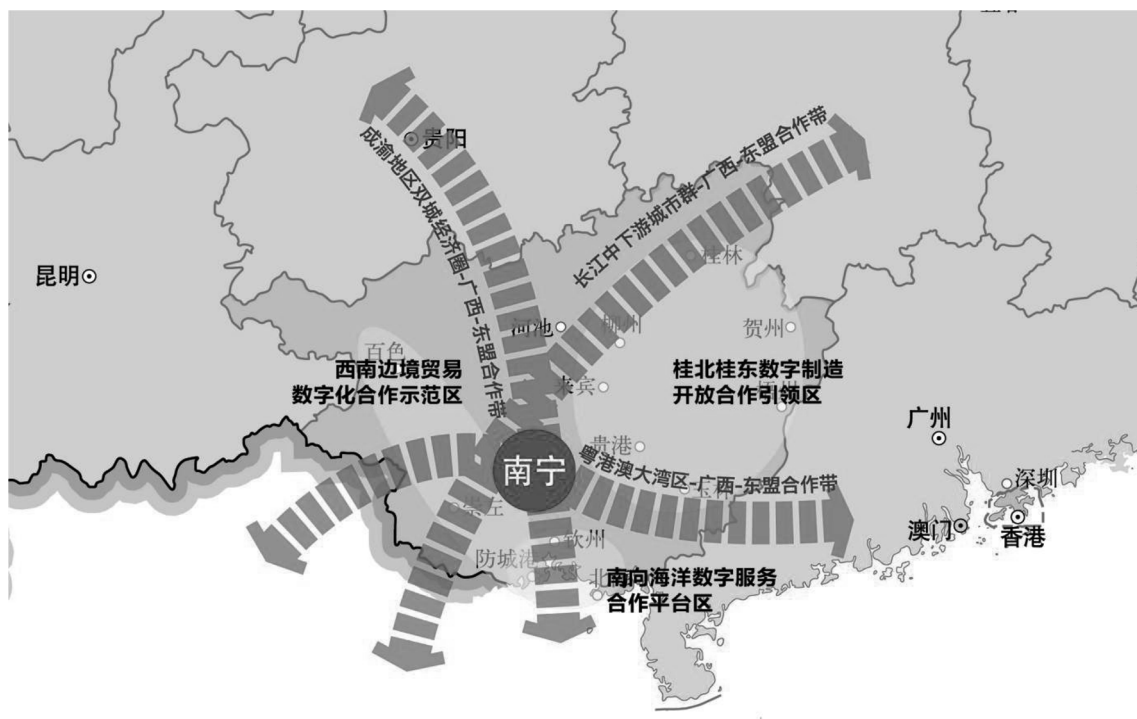 贵阳
成渝地区双城经济圈-广西-东盟合作带
长江中下游城市群-广西-东盟合作带
昆明
桂林
河池
柳州
贺州
百色
西南边境贸易
数字化合作示范区
桂北桂东数字制造
开放合作引领区
来宾
梧州
广州
贵港
南宁
粤港澳大湾区-广西-东盟合作带
玉林
深圳
崇左
澳门
香港
钦州
防城港
北
南向海洋数字服务
合作平台区